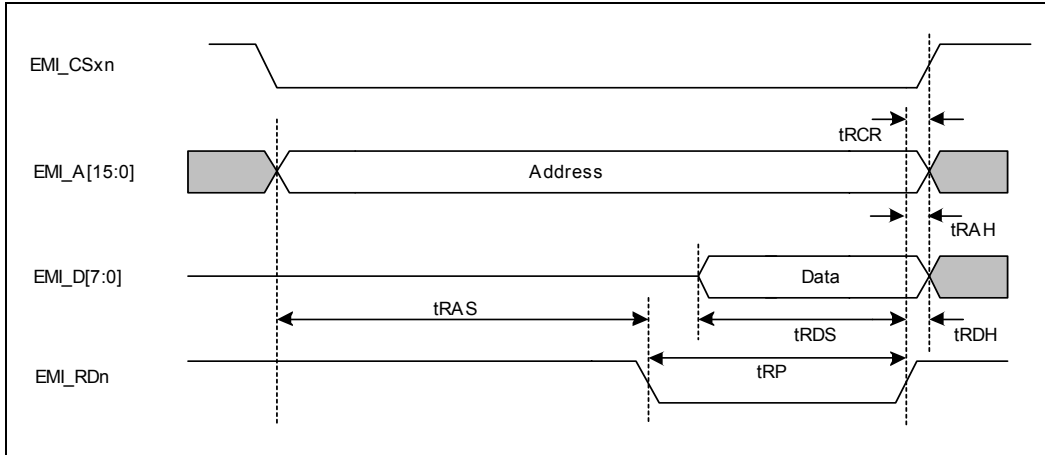 EMI_CSxn
tRCR
EMI_A[15:0]
Address
tRAH
EMI_D[7:0]
Data
tRAS
tRDS
tRDH
EMI_RDn
tRP